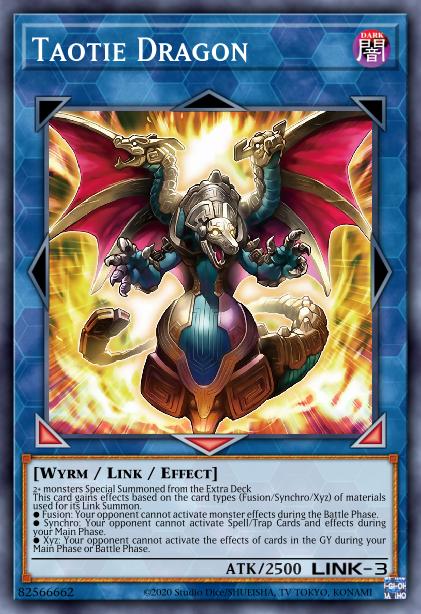 TAOTIE DRAGON
DARK
闇
[WYRM / LINK / EFFECT]
2+ monsters Special Summoned from the Extra Deck
This card gains effects based on the card types (Fusion/Synchro/Xyz) of materials
used for its Link Summon.
● Fusion: Your opponent cannot activate monster effects during the Battle Phase.
● Synchro: Your opponent cannot activate Spell/Trap Cards and effects during
your Main Phase.
● Xyz: Your opponent cannot activate the effects of cards in the GY during your
Main Phase or Battle Phase.
ATK/2500 LINK-3
82566662
©2020 Studio Dice/SHUEISHA, TV TOKYO, KONAMI